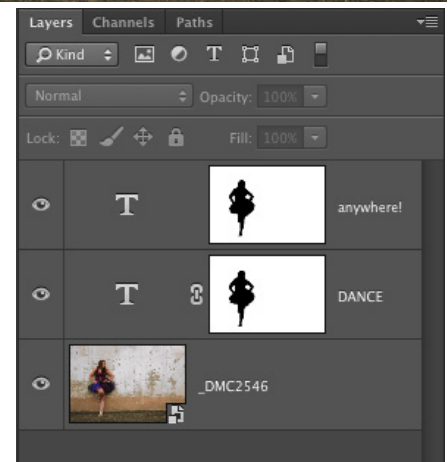 Layers Channels Paths
Kind T
Normal Opacity: 100%
Lock: Fill: 100%
T anywhere!
T DANCE
_DMC2546